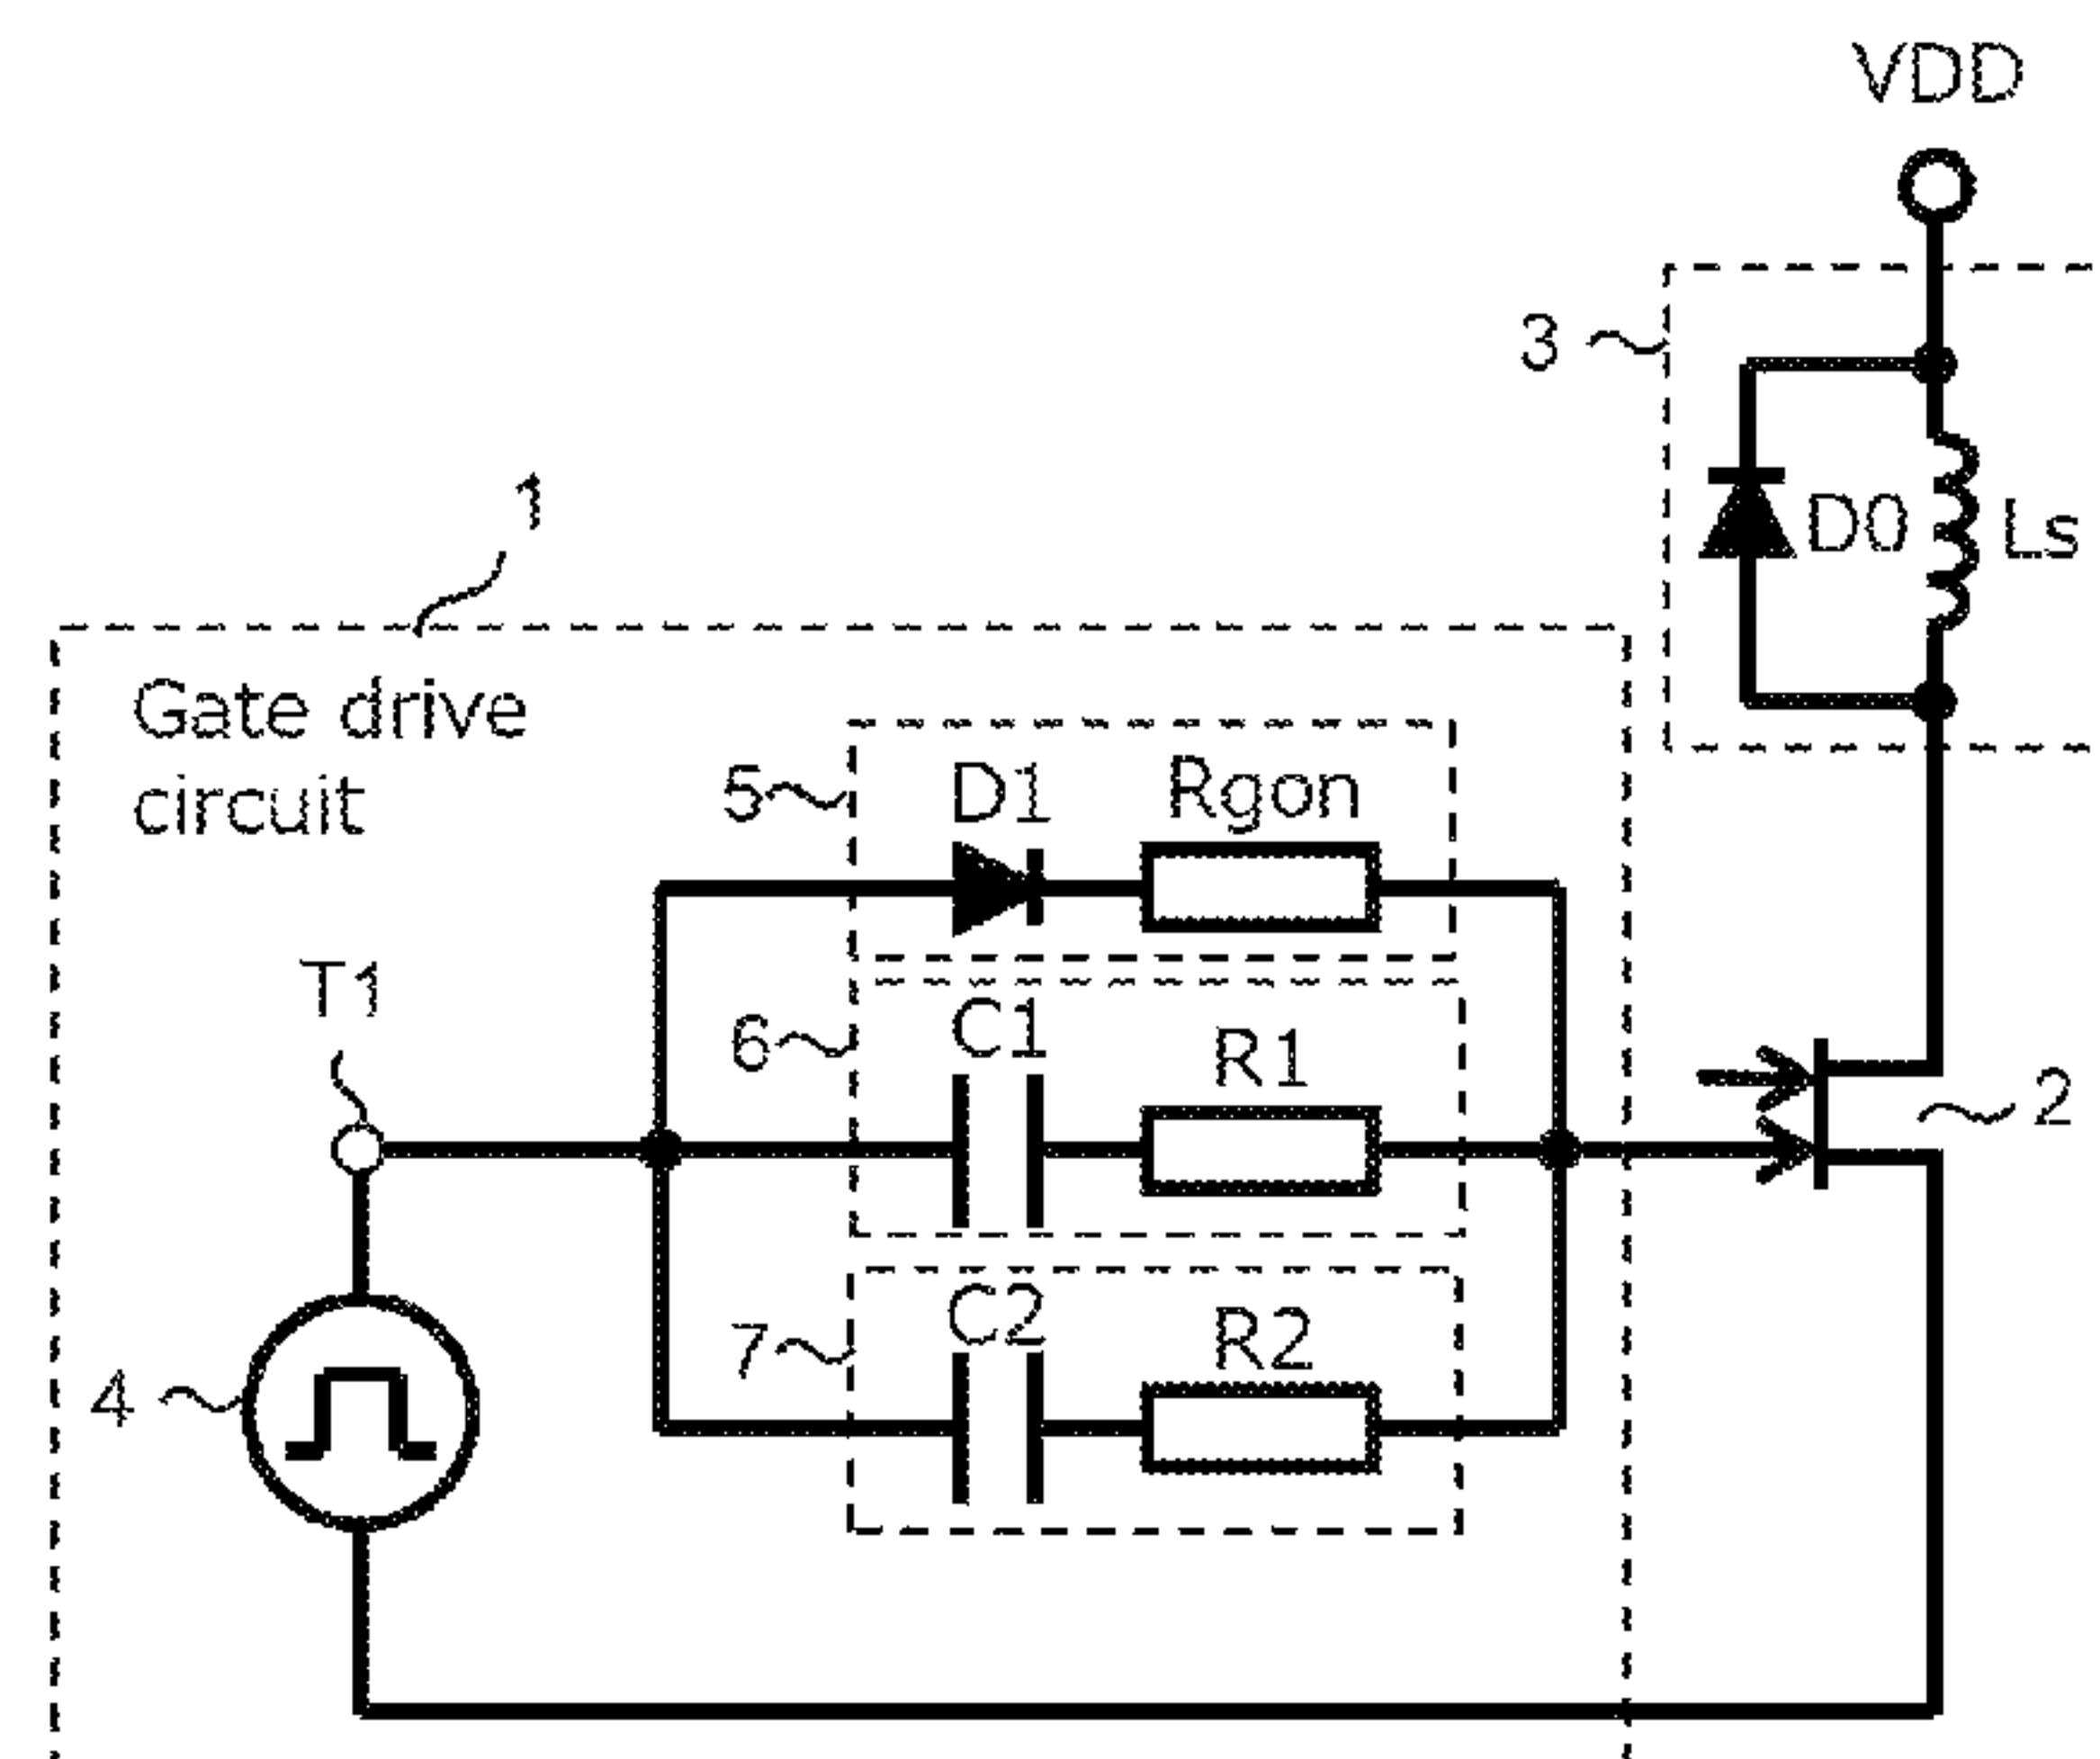 VDD
3
D0 Ls
1
Gate drive
circuit
5 D1 Rgon
T1
6 C1 R1
2
7 C2 R2
4